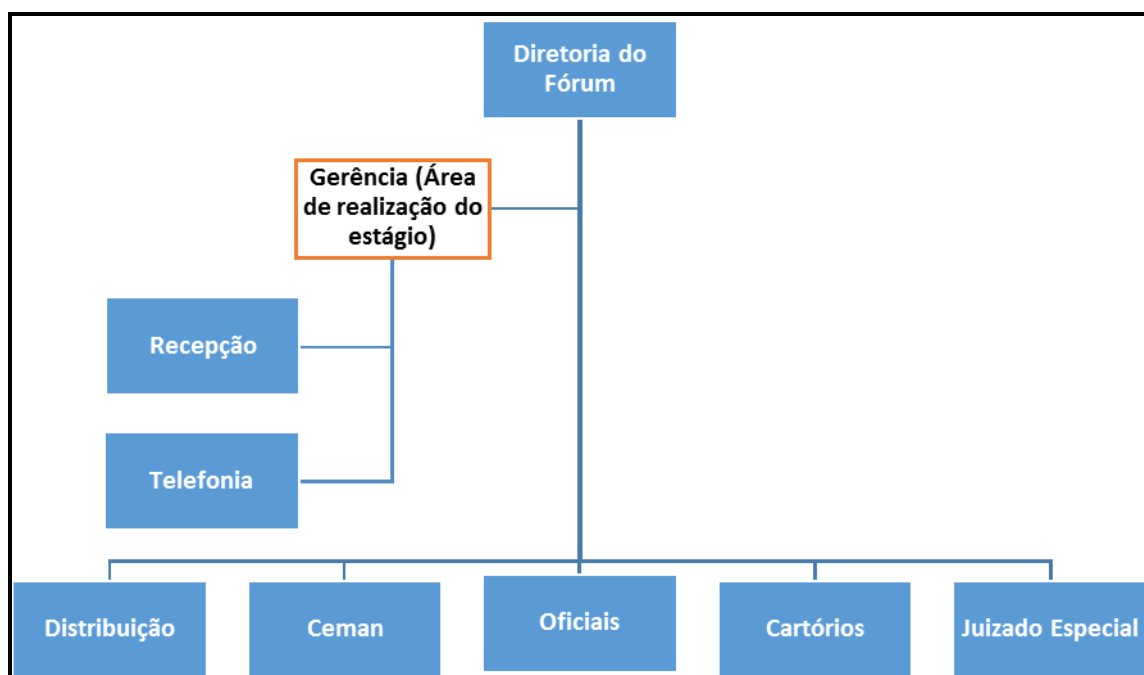 Diretoria do
Fórum
Gerência (Área
de realização do
estágio)
Recepção
Telefonia
Distribuição
Ceman
Oficiais
Cartórios
Juizado Especial